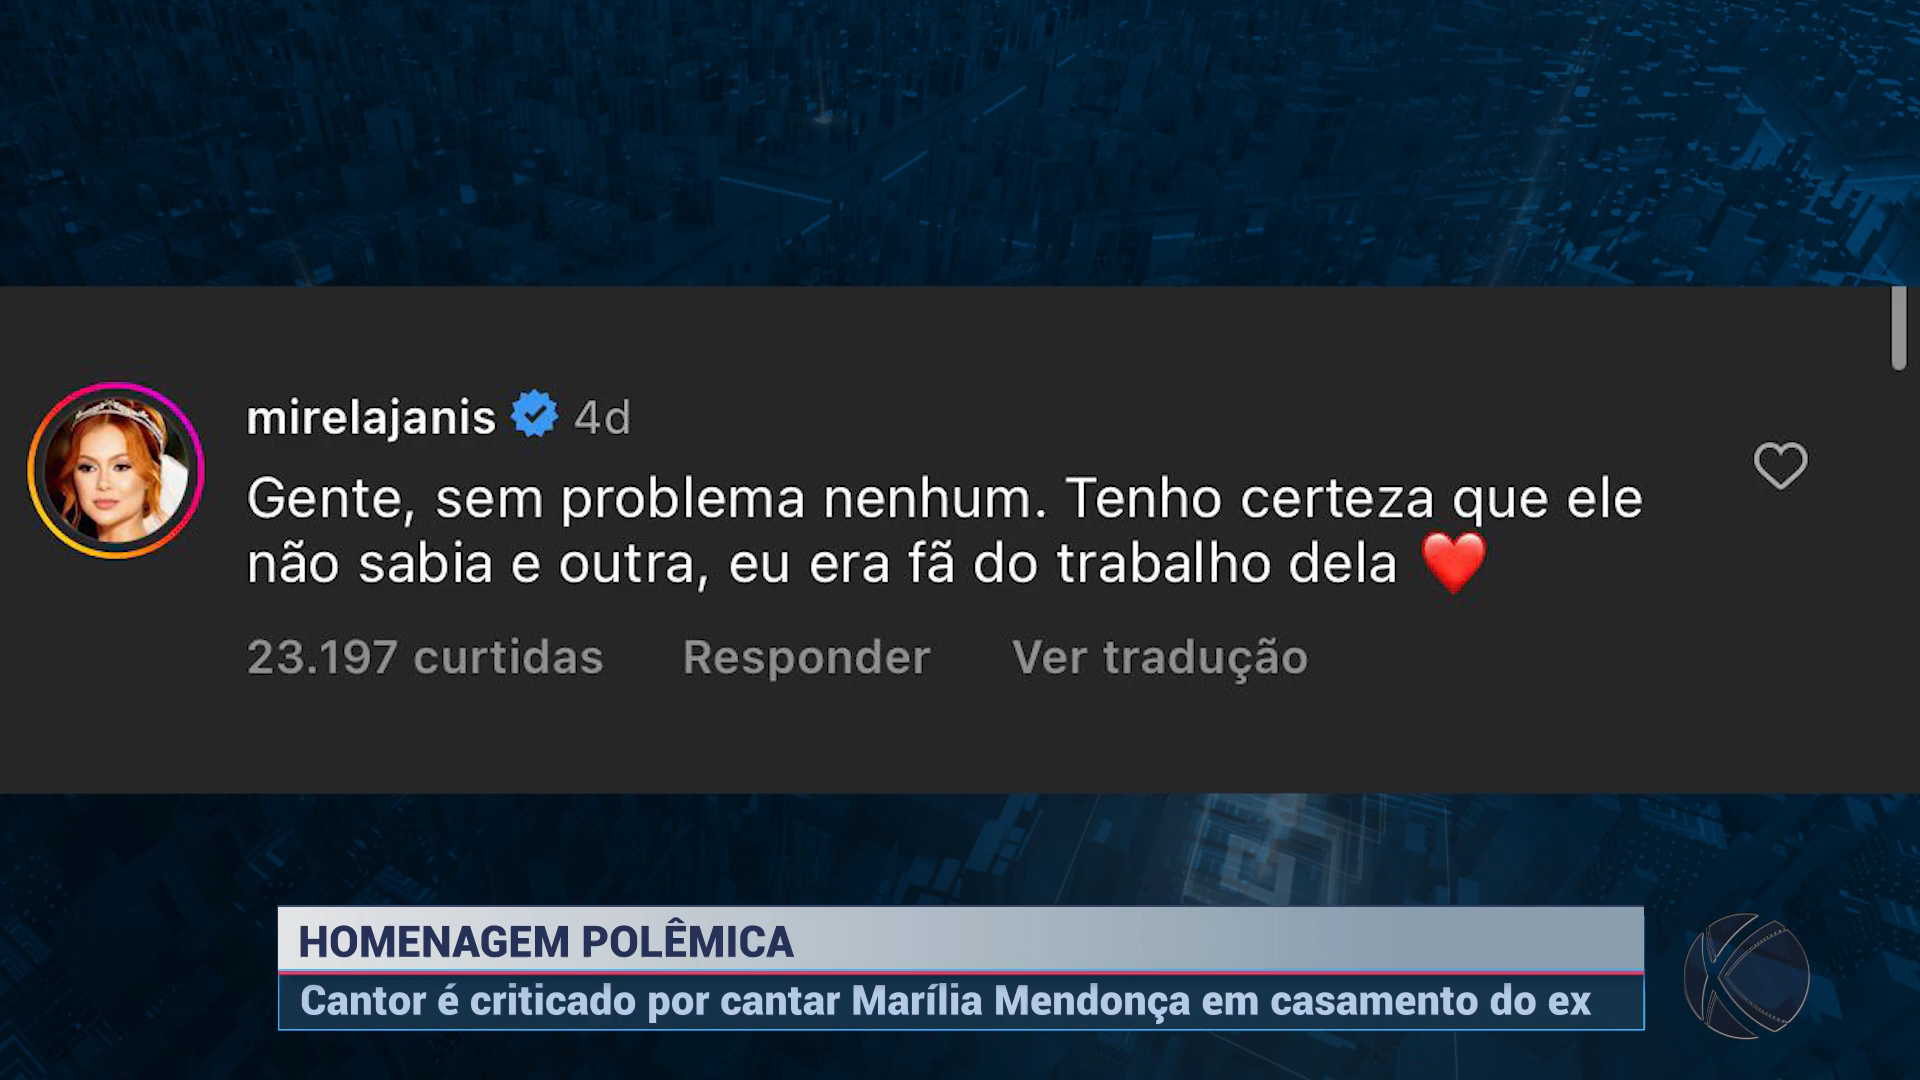 mirelajanis 4d
Gente, sem problema nenhum. Tenho certeza que ele
não sabia e outra, eu era fã do trabalho dela ❤️
23.197 curtidas Responder Ver tradução
HOMENAGEM POLÊMICA
Cantor é criticado por cantar Marília Mendonça em casamento do ex